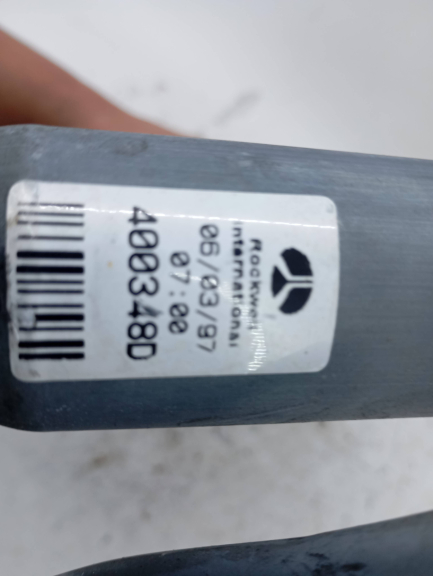 Rockwell
International
06/03/97
07:00
400348D